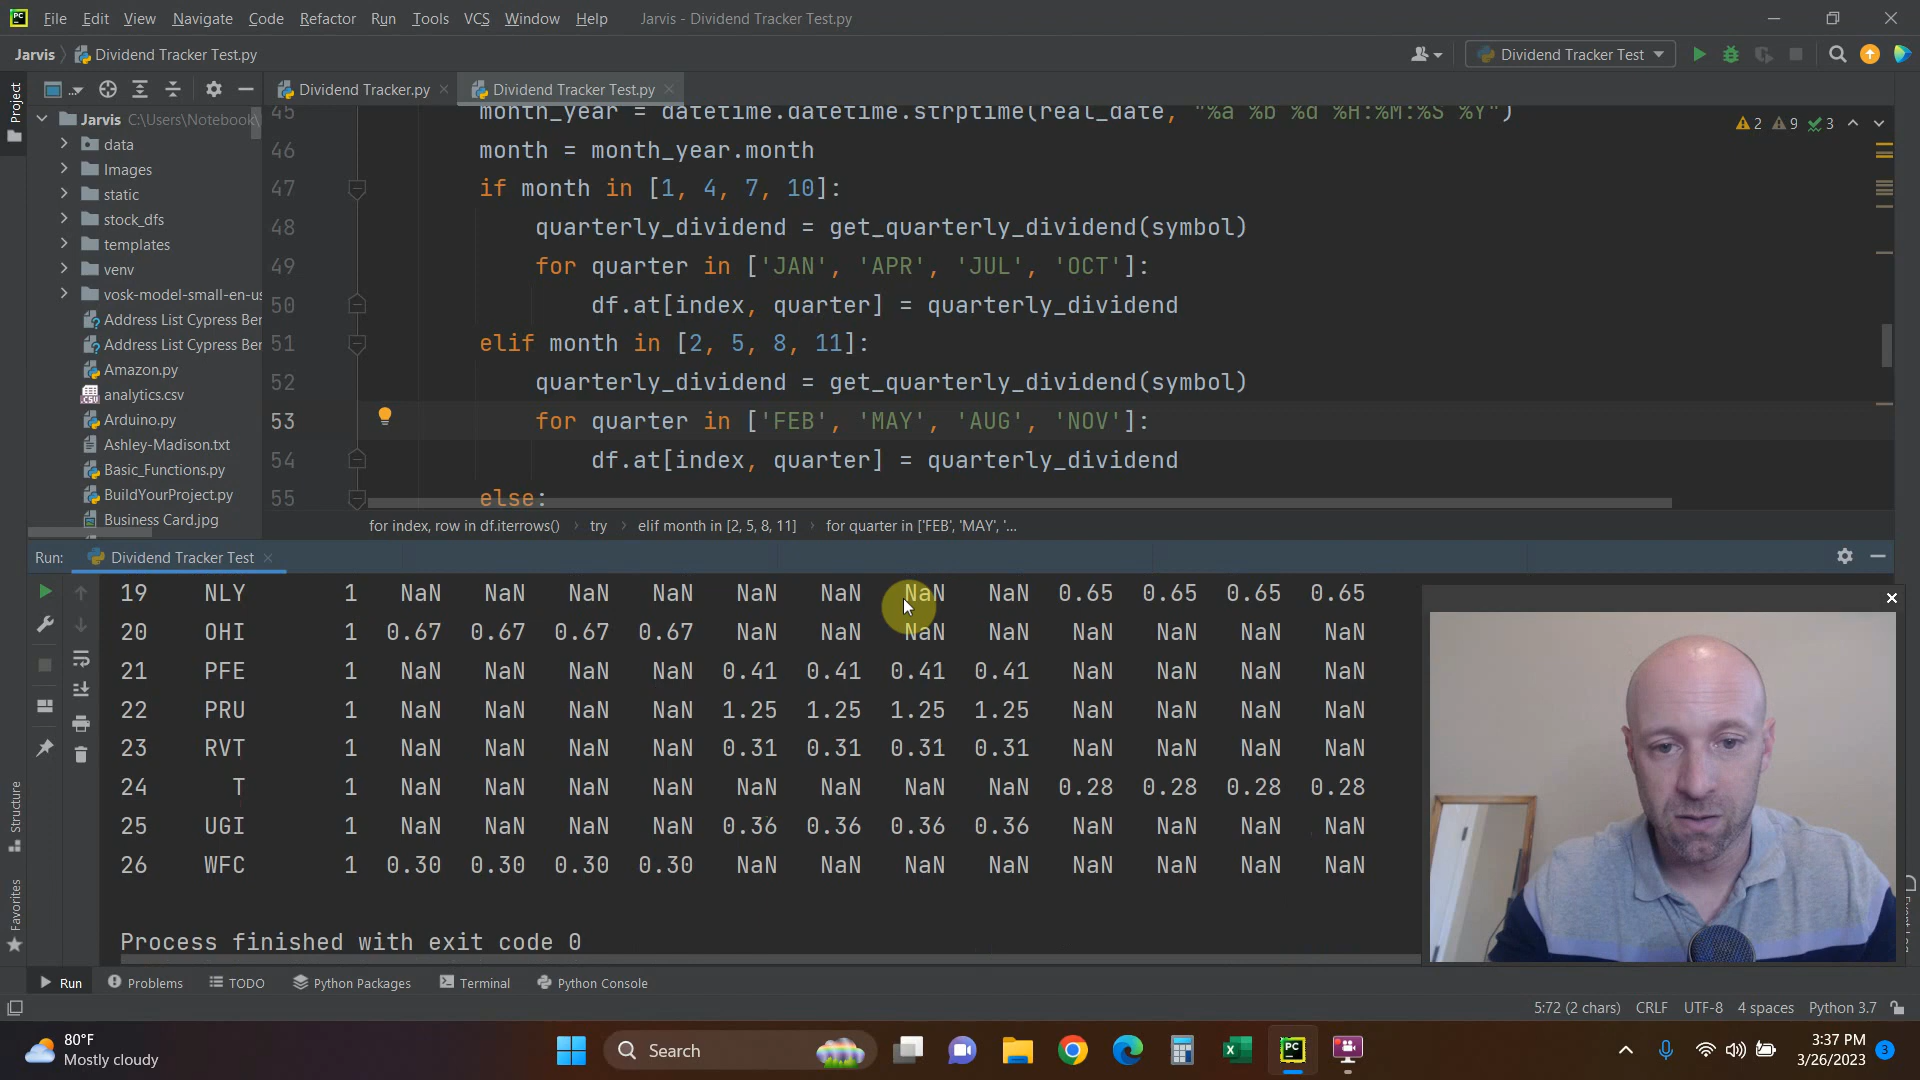 PC File Edit View Navigate Code Refactor Run Tools VCS Window Help Jarvis - Dividend Tracker Test.py
Jarvis Dividend Tracker Test.py Dividend Tracker Test
Project
Dividend Tracker.py Dividend Tracker Test.py
Jarvis C:\Users\Notebook\
data
Images
static
stock_dfs
templates
venv
vosk-model-small-en-us
Address List Cypress Ber
Address List Cypress Ber
Amazon.py
analytics.csv
Arduino.py
Ashley-Madison.txt
Basic_Functions.py
BuildYourProject.py
Business Card.jpg
2 9 3
45 month_year = datetime.datetime.strptime(real_date, "%a %b %d %H:%M:%S %Y")
46 month = month_year.month
47 if month in [1, 4, 7, 10]:
48 quarterly_dividend = get_quarterly_dividend(symbol)
49 for quarter in ['JAN', 'APR', 'JUL', 'OCT']:
50 df.at[index, quarter] = quarterly_dividend
51 elif month in [2, 5, 8, 11]:
52 quarterly_dividend = get_quarterly_dividend(symbol)
53 for quarter in ['FEB', 'MAY', 'AUG', 'NOV']:
54 df.at[index, quarter] = quarterly_dividend
55 else:
for index, row in df.iterrows() try elif month in [2, 5, 8, 11] for quarter in ['FEB', 'MAY', '...
Run: Dividend Tracker Test
19 NLY 1 NaN NaN NaN NaN NaN NaN NaN NaN 0.65 0.65 0.65 0.65
20 OHI 1 0.67 0.67 0.67 0.67 NaN NaN NaN NaN NaN NaN NaN NaN
21 PFE 1 NaN NaN NaN NaN 0.41 0.41 0.41 0.41 NaN NaN NaN NaN
22 PRU 1 NaN NaN NaN NaN 1.25 1.25 1.25 1.25 NaN NaN NaN NaN
23 RVT 1 NaN NaN NaN NaN 0.31 0.31 0.31 0.31 NaN NaN NaN NaN
24 T 1 NaN NaN NaN NaN NaN NaN NaN NaN 0.28 0.28 0.28 0.28
25 UGI 1 NaN NaN NaN NaN 0.36 0.36 0.36 0.36 NaN NaN NaN NaN
26 WFC 1 0.30 0.30 0.30 0.30 NaN NaN NaN NaN NaN NaN NaN NaN
Process finished with exit code 0
Structure
Favorites
Run Problems TODO Python Packages Terminal Python Console
5:72 (2 chars) CRLF UTF-8 4 spaces Python 3.7
80°F
Mostly cloudy
Search
PC
3:37 PM
3/26/2023
3